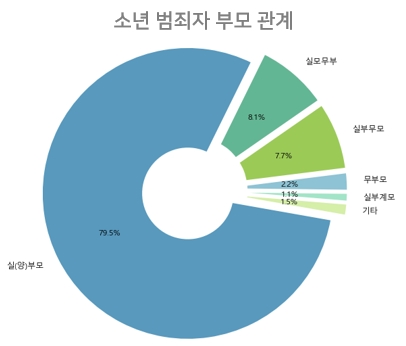 소년 범죄자 부모 관계
실모무부
8.1%
실부무모
7.7%
무부모
2.2%
실부계모
1.1%
기타
1.5%
79.5%
실(양)부모